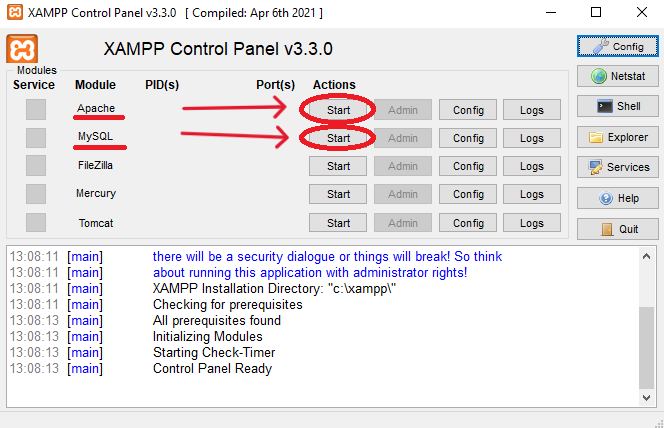 XAMPP Control Panel v3.3.0 [ Compiled: Apr 6th 2021 ]
XAMPP Control Panel v3.3.0
Config
Modules
Service Module PID(s) Port(s) Actions
Netstat
Apache Start Admin Config Logs
Shell
MySQL Start Admin Config Logs
Explorer
FileZilla Start Admin Config Logs
Services
Mercury Start Admin Config Logs
Help
Tomcat Start Admin Config Logs
Quit
13:08:11 [main] there will be a security dialogue or things will break! So think
13:08:11 [main] about running this application with administrator rights!
13:08:11 [main] XAMPP Installation Directory: "c:\xampp\"
13:08:11 [main] Checking for prerequisites
13:08:13 [main] All prerequisites found
13:08:13 [main] Initializing Modules
13:08:13 [main] Starting Check-Timer
13:08:13 [main] Control Panel Ready